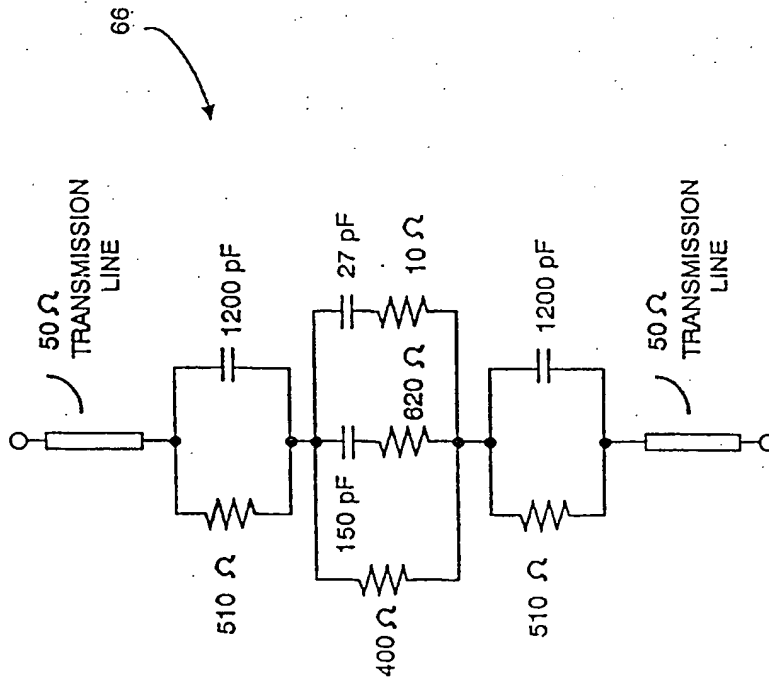 66
50 Ω
TRANSMISSION
LINE
1200 pF
510 Ω
27 pF
10 Ω
620 Ω
150 pF
400 Ω
1200 pF
510 Ω
50 Ω
TRANSMISSION
LINE